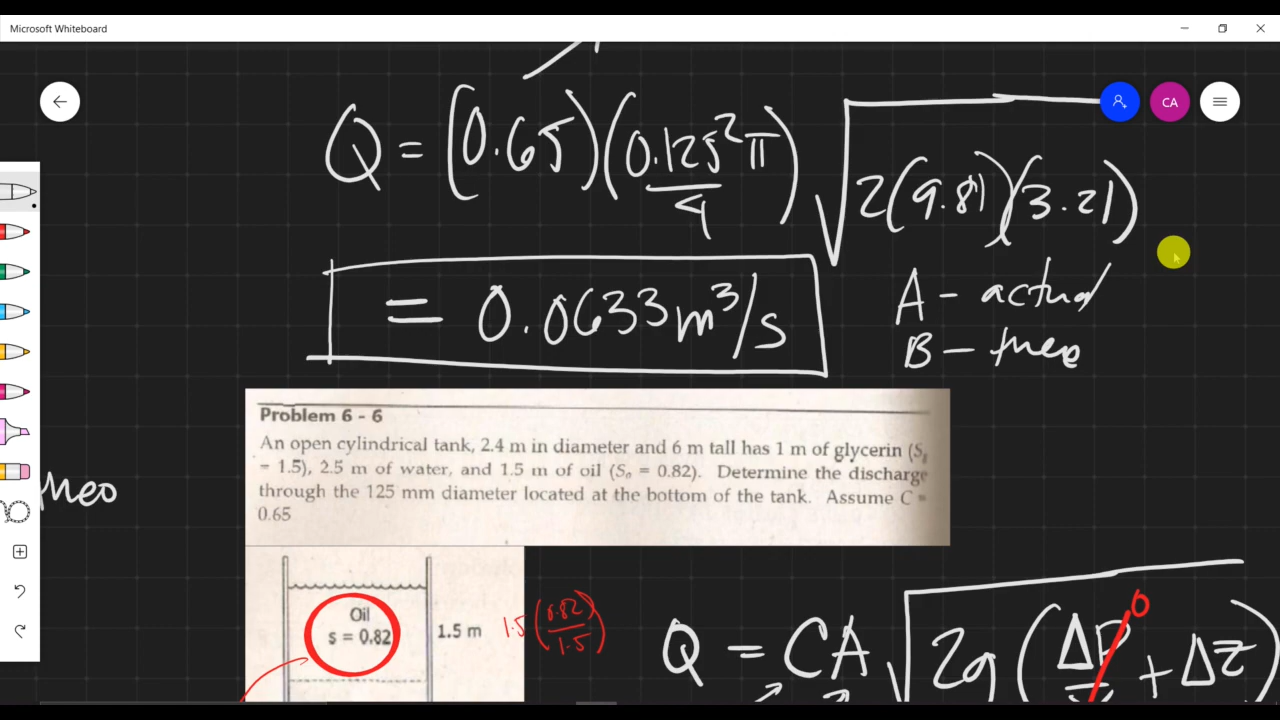 Microsoft Whiteboard
CA
Q = (0.65)(0.125²π/4)√2(9.81)(3.21)
= 0.0633m³/s
A - actual
B - theo
Problem 6 - 6
An open cylindrical tank, 2.4 m in diameter and 6 m tall has 1 m of glycerin (Sg
= 1.5), 2.5 m of water, and 1.5 m of oil (So = 0.82). Determine the discharge
through the 125 mm diameter located at the bottom of the tank. Assume C =
0.65
theo
Oil
s = 0.82
1.5 m
1.5(0.82/1.5)
Q = CA√2g(ΔP + Δz)
0